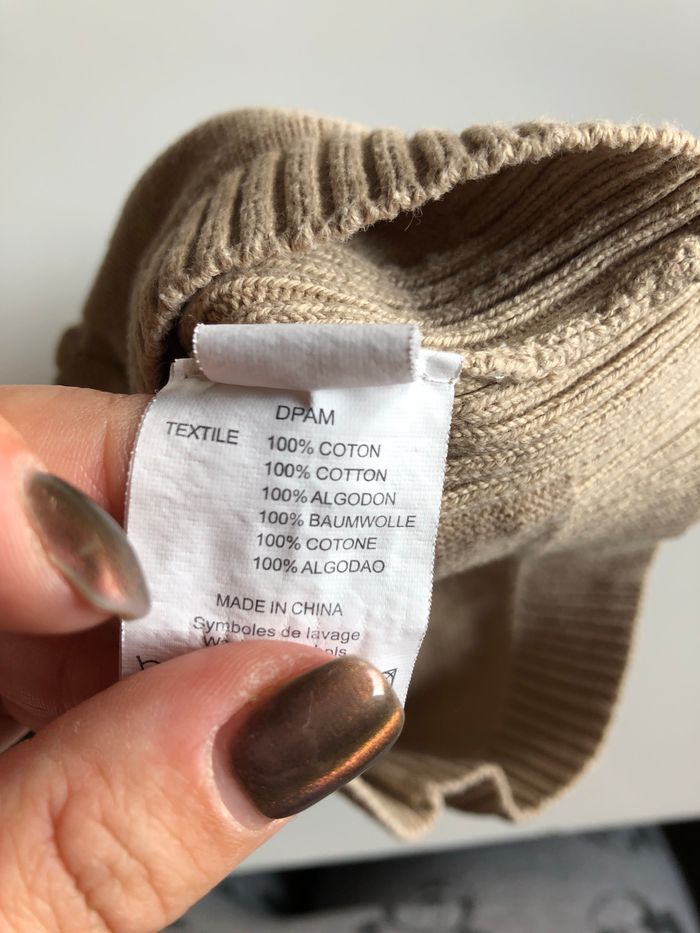 DPAM
TEXTILE
100% COTON
100% COTTON
100% ALGODON
100% BAUMWOLLE
100% COTONE
100% ALGODAO
MADE IN CHINA
Symboles de lavage